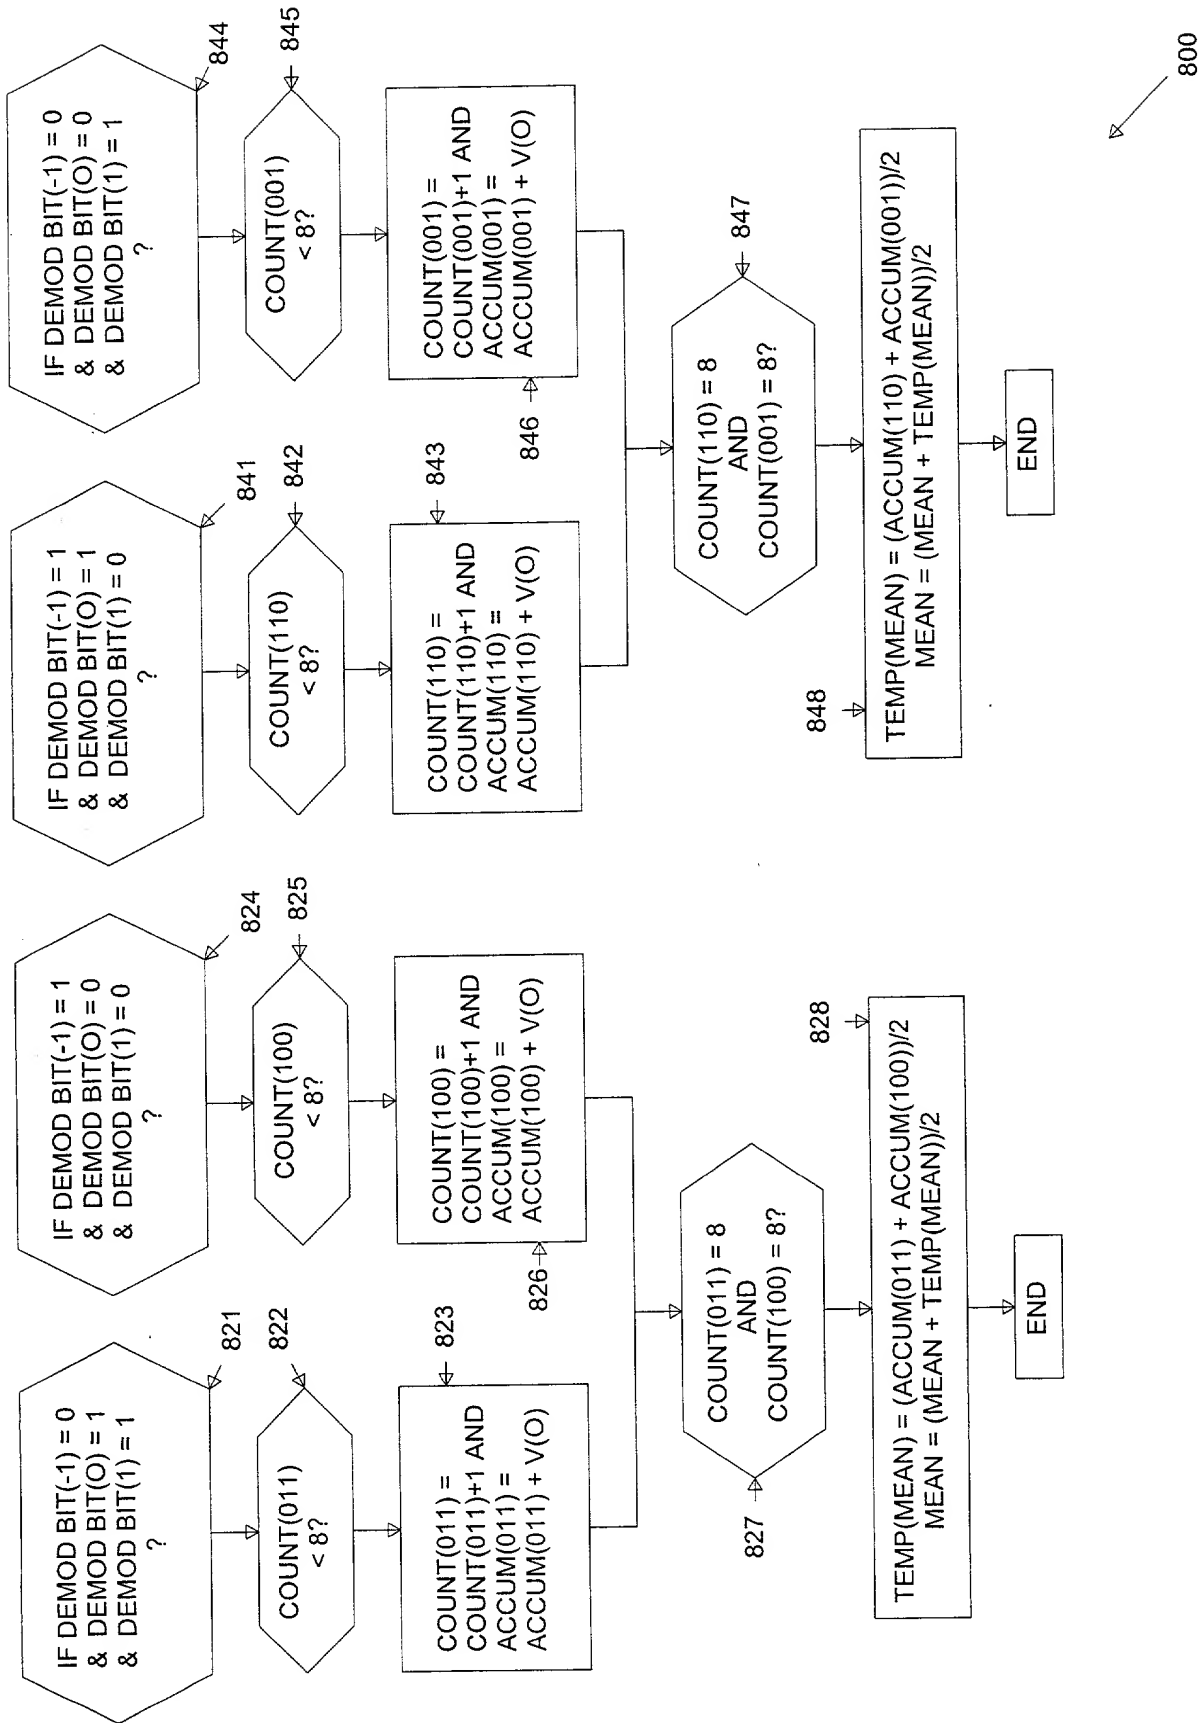 IF DEMOD BIT(-1) = 0
& DEMOD BIT(O) = 1
& DEMOD BIT(1) = 1
?
821
COUNT(011)
< 8?
822
COUNT(011) =
COUNT(011)+1 AND
ACCUM(011) =
ACCUM(011) + V(O)
823
IF DEMOD BIT(-1) = 1
& DEMOD BIT(O) = 0
& DEMOD BIT(1) = 0
?
824
COUNT(100)
< 8?
825
COUNT(100) =
COUNT(100)+1 AND
ACCUM(100) =
ACCUM(100) + V(O)
826
COUNT(011) = 8
AND
COUNT(100) = 8?
827
828
TEMP(MEAN) = (ACCUM(011) + ACCUM(100))/2
MEAN = (MEAN + TEMP(MEAN))/2
END
IF DEMOD BIT(-1) = 1
& DEMOD BIT(O) = 1
& DEMOD BIT(1) = 0
?
841
COUNT(110)
< 8?
842
COUNT(110) =
COUNT(110)+1 AND
ACCUM(110) =
ACCUM(110) + V(O)
843
IF DEMOD BIT(-1) = 0
& DEMOD BIT(O) = 0
& DEMOD BIT(1) = 1
?
844
COUNT(001)
< 8?
845
COUNT(001) =
COUNT(001)+1 AND
ACCUM(001) =
ACCUM(001) + V(O)
846
COUNT(110) = 8
AND
COUNT(001) = 8?
847
848
TEMP(MEAN) = (ACCUM(110) + ACCUM(001))/2
MEAN = (MEAN + TEMP(MEAN))/2
END
800